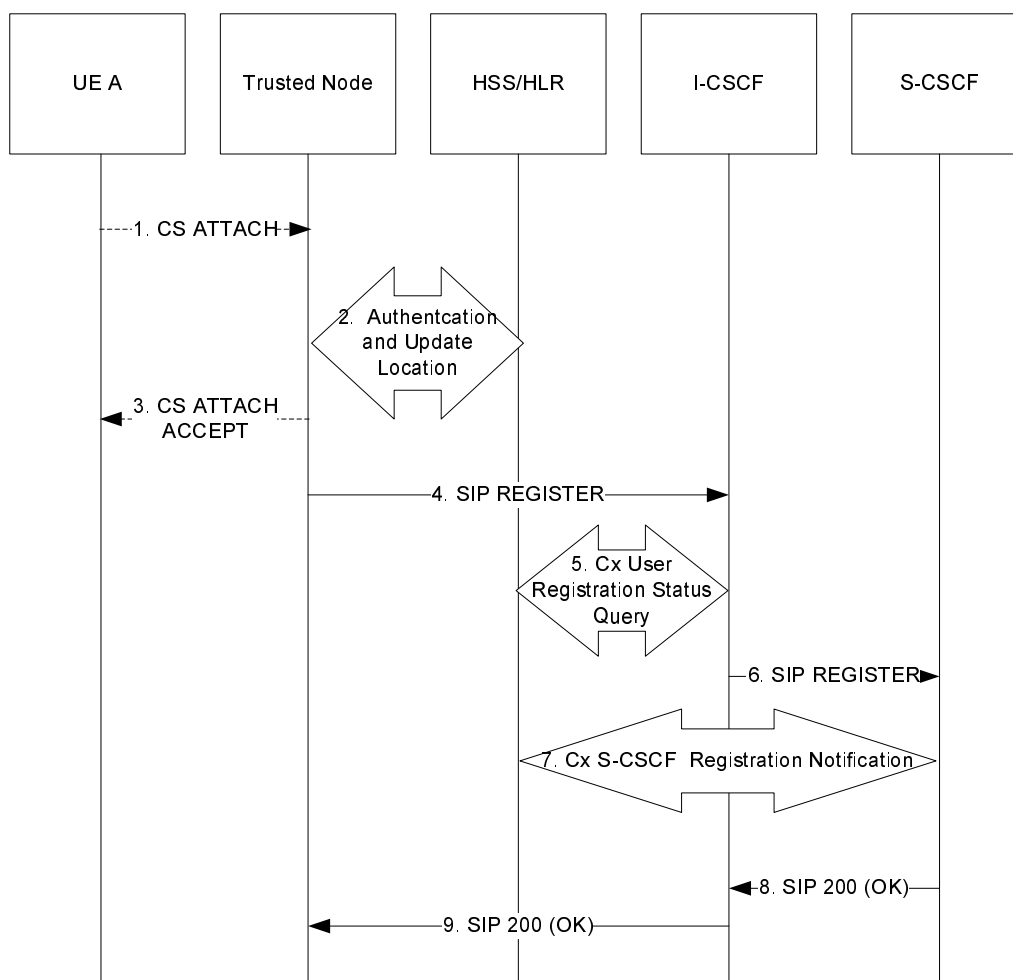 UE A
Trusted Node
HSS/HLR
I-CSCF
S-CSCF
1. CS ATTACH
2. Authentcation
and Update
Location
3. CS ATTACH
ACCEPT
4. SIP REGISTER
5. Cx User
Registration Status
Query
6. SIP REGISTER
7. Cx S-CSCF Registration Notification
8. SIP 200 (OK)
9. SIP 200 (OK)